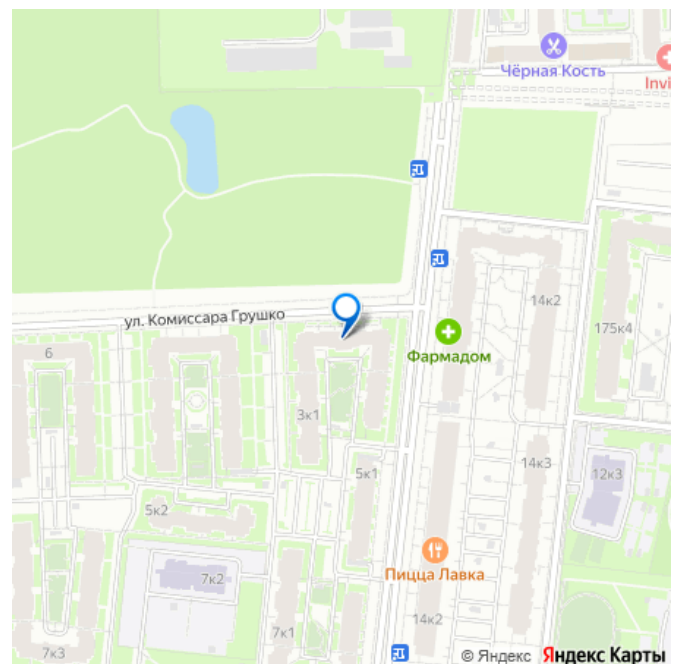 Чёрная Кость
Invi
14к2
ул. Комиссара Грушко
175к4
6
Фармадом
3к1
14к3
5к1
12к3
5к2
Пицца Лавка
7к2
14к2
7к1
7к3
© Яндекс Яндекс Карты